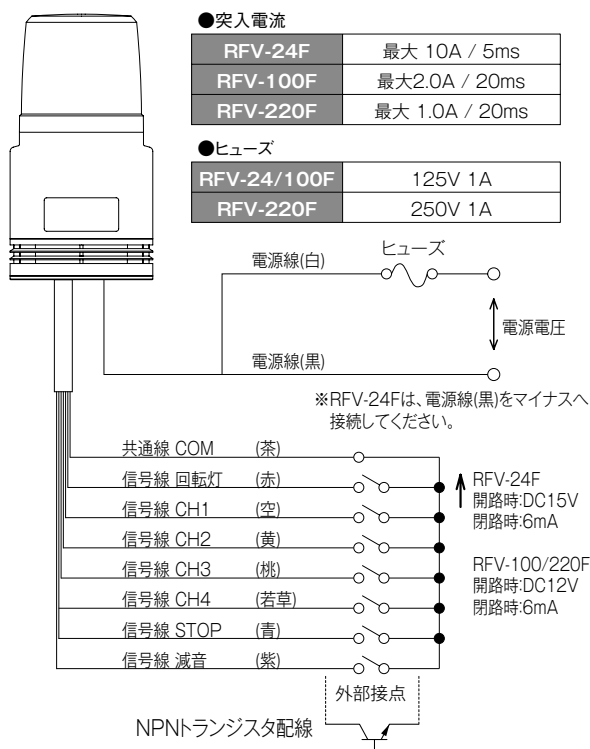 ●突入電流
RFV-24F 最大 10A / 5ms
RFV-100F 最大2.0A / 20ms
RFV-220F 最大 1.0A / 20ms
●ヒューズ
RFV-24/100F 125V 1A
RFV-220F 250V 1A
電源線(白) ヒューズ
電源電圧
電源線(黒)
※RFV-24Fは、電源線(黒)をマイナスへ
接続してください。
共通線 COM (茶)
信号線 回転灯 (赤)
信号線 CH1 (空)
信号線 CH2 (黄)
信号線 CH3 (桃)
信号線 CH4 (若草)
信号線 STOP (青)
信号線 減音 (紫)
RFV-24F
開路時:DC15V
閉路時:6mA
RFV-100/220F
開路時:DC12V
閉路時:6mA
外部接点
NPNトランジスタ配線